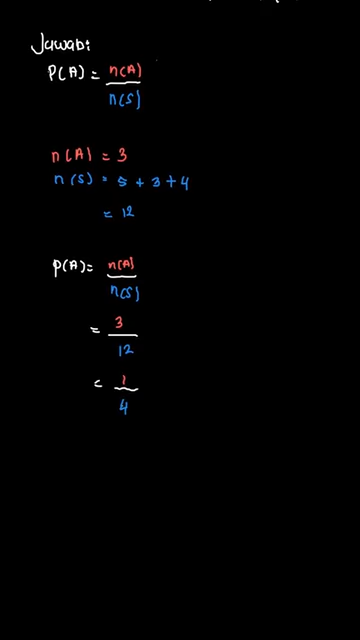 Jawab:
P(A) = n(A)
n(S)
n(A) = 3
n(S) = 5 + 3 + 4
= 12
P(A) = n(A)
n(S)
= 3
12
= 1
4